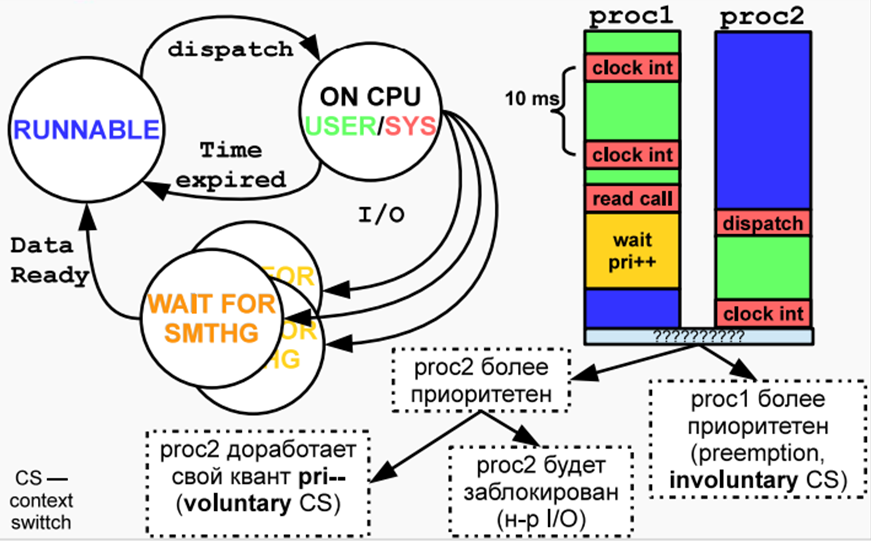 dispatch
RUNNABLE
ON CPU
USER/SYS
Time
expired
I/O
Data
Ready
WAIT FOR
SMTHG
FOR
OR
HG
proc1
proc2
clock int
10 ms
clock int
read call
wait
pri++
dispatch
clock int
??????????
proc2 более
приоритетен
proc1 более
приоритетен
(preemption,
involuntary CS)
proc2 доработает
свой квант pri--
(voluntary CS)
proc2 будет
заблокирован
(н-р I/O)
CS —
context
swittch